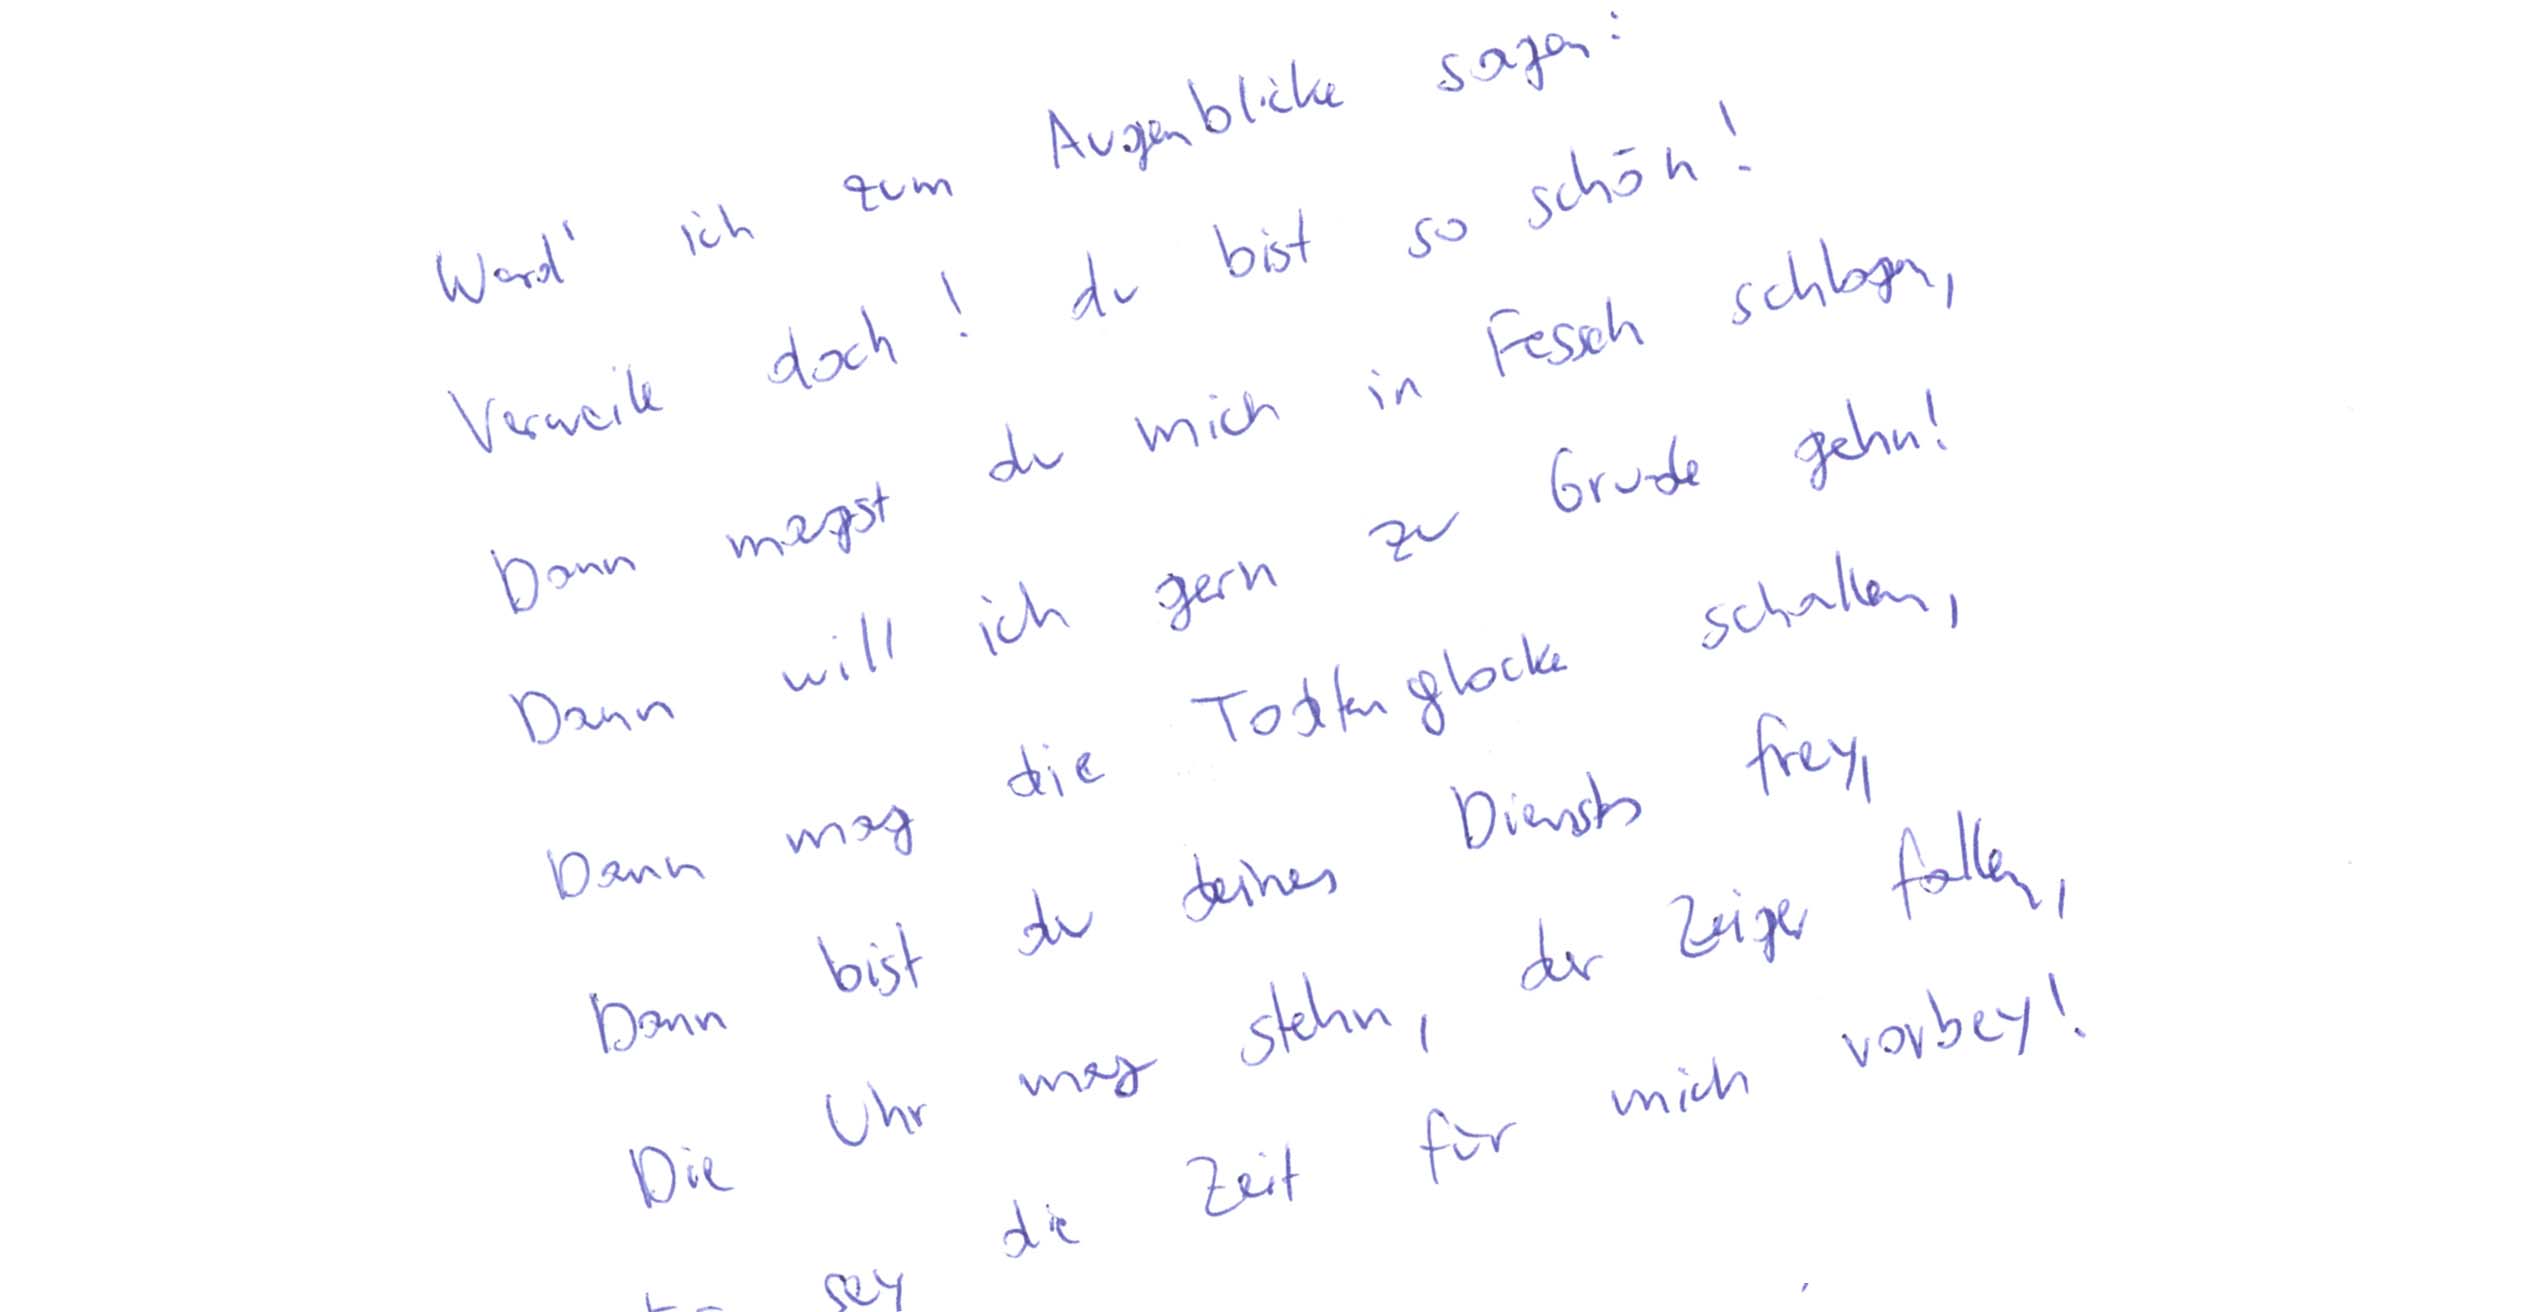 Werd' ich zum Augenblicke sagen:
Verweile doch! du bist so schön!
Dann magst du mich in Fesseln schlagen,
Dann will ich gern zu Grunde gehn!
Dann mag die Todtenglocke schallen,
Dann bist du deines Diensts frey,
Die Uhr mag stehn, der Zeiger fallen,
sey die Zeit für mich vorbey!